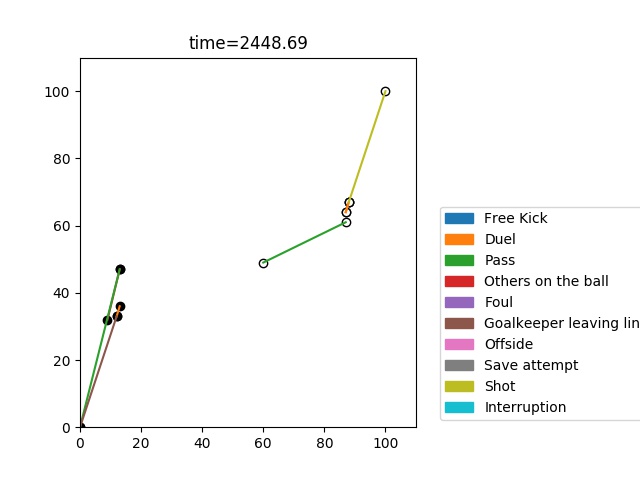 time=2448.69
100
80
60
40
20
0
0 20 40 60 80 100
Free Kick
Duel
Pass
Others on the ball
Foul
Goalkeeper leaving lin
Offside
Save attempt
Shot
Interruption